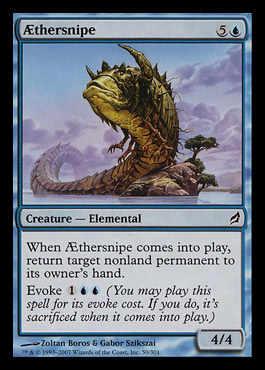 Æthersnipe 5
Creature — Elemental
When Æthersnipe comes into play,
return target nonland permanent to
its owner's hand.
Evoke 1 (You may play this
spell for its evoke cost. If you do, it's
sacrificed when it comes into play.)
Zoltan Boros & Gabor Szikszai
™ & © 1993-2007 Wizards of the Coast, Inc. 50/301
4/4